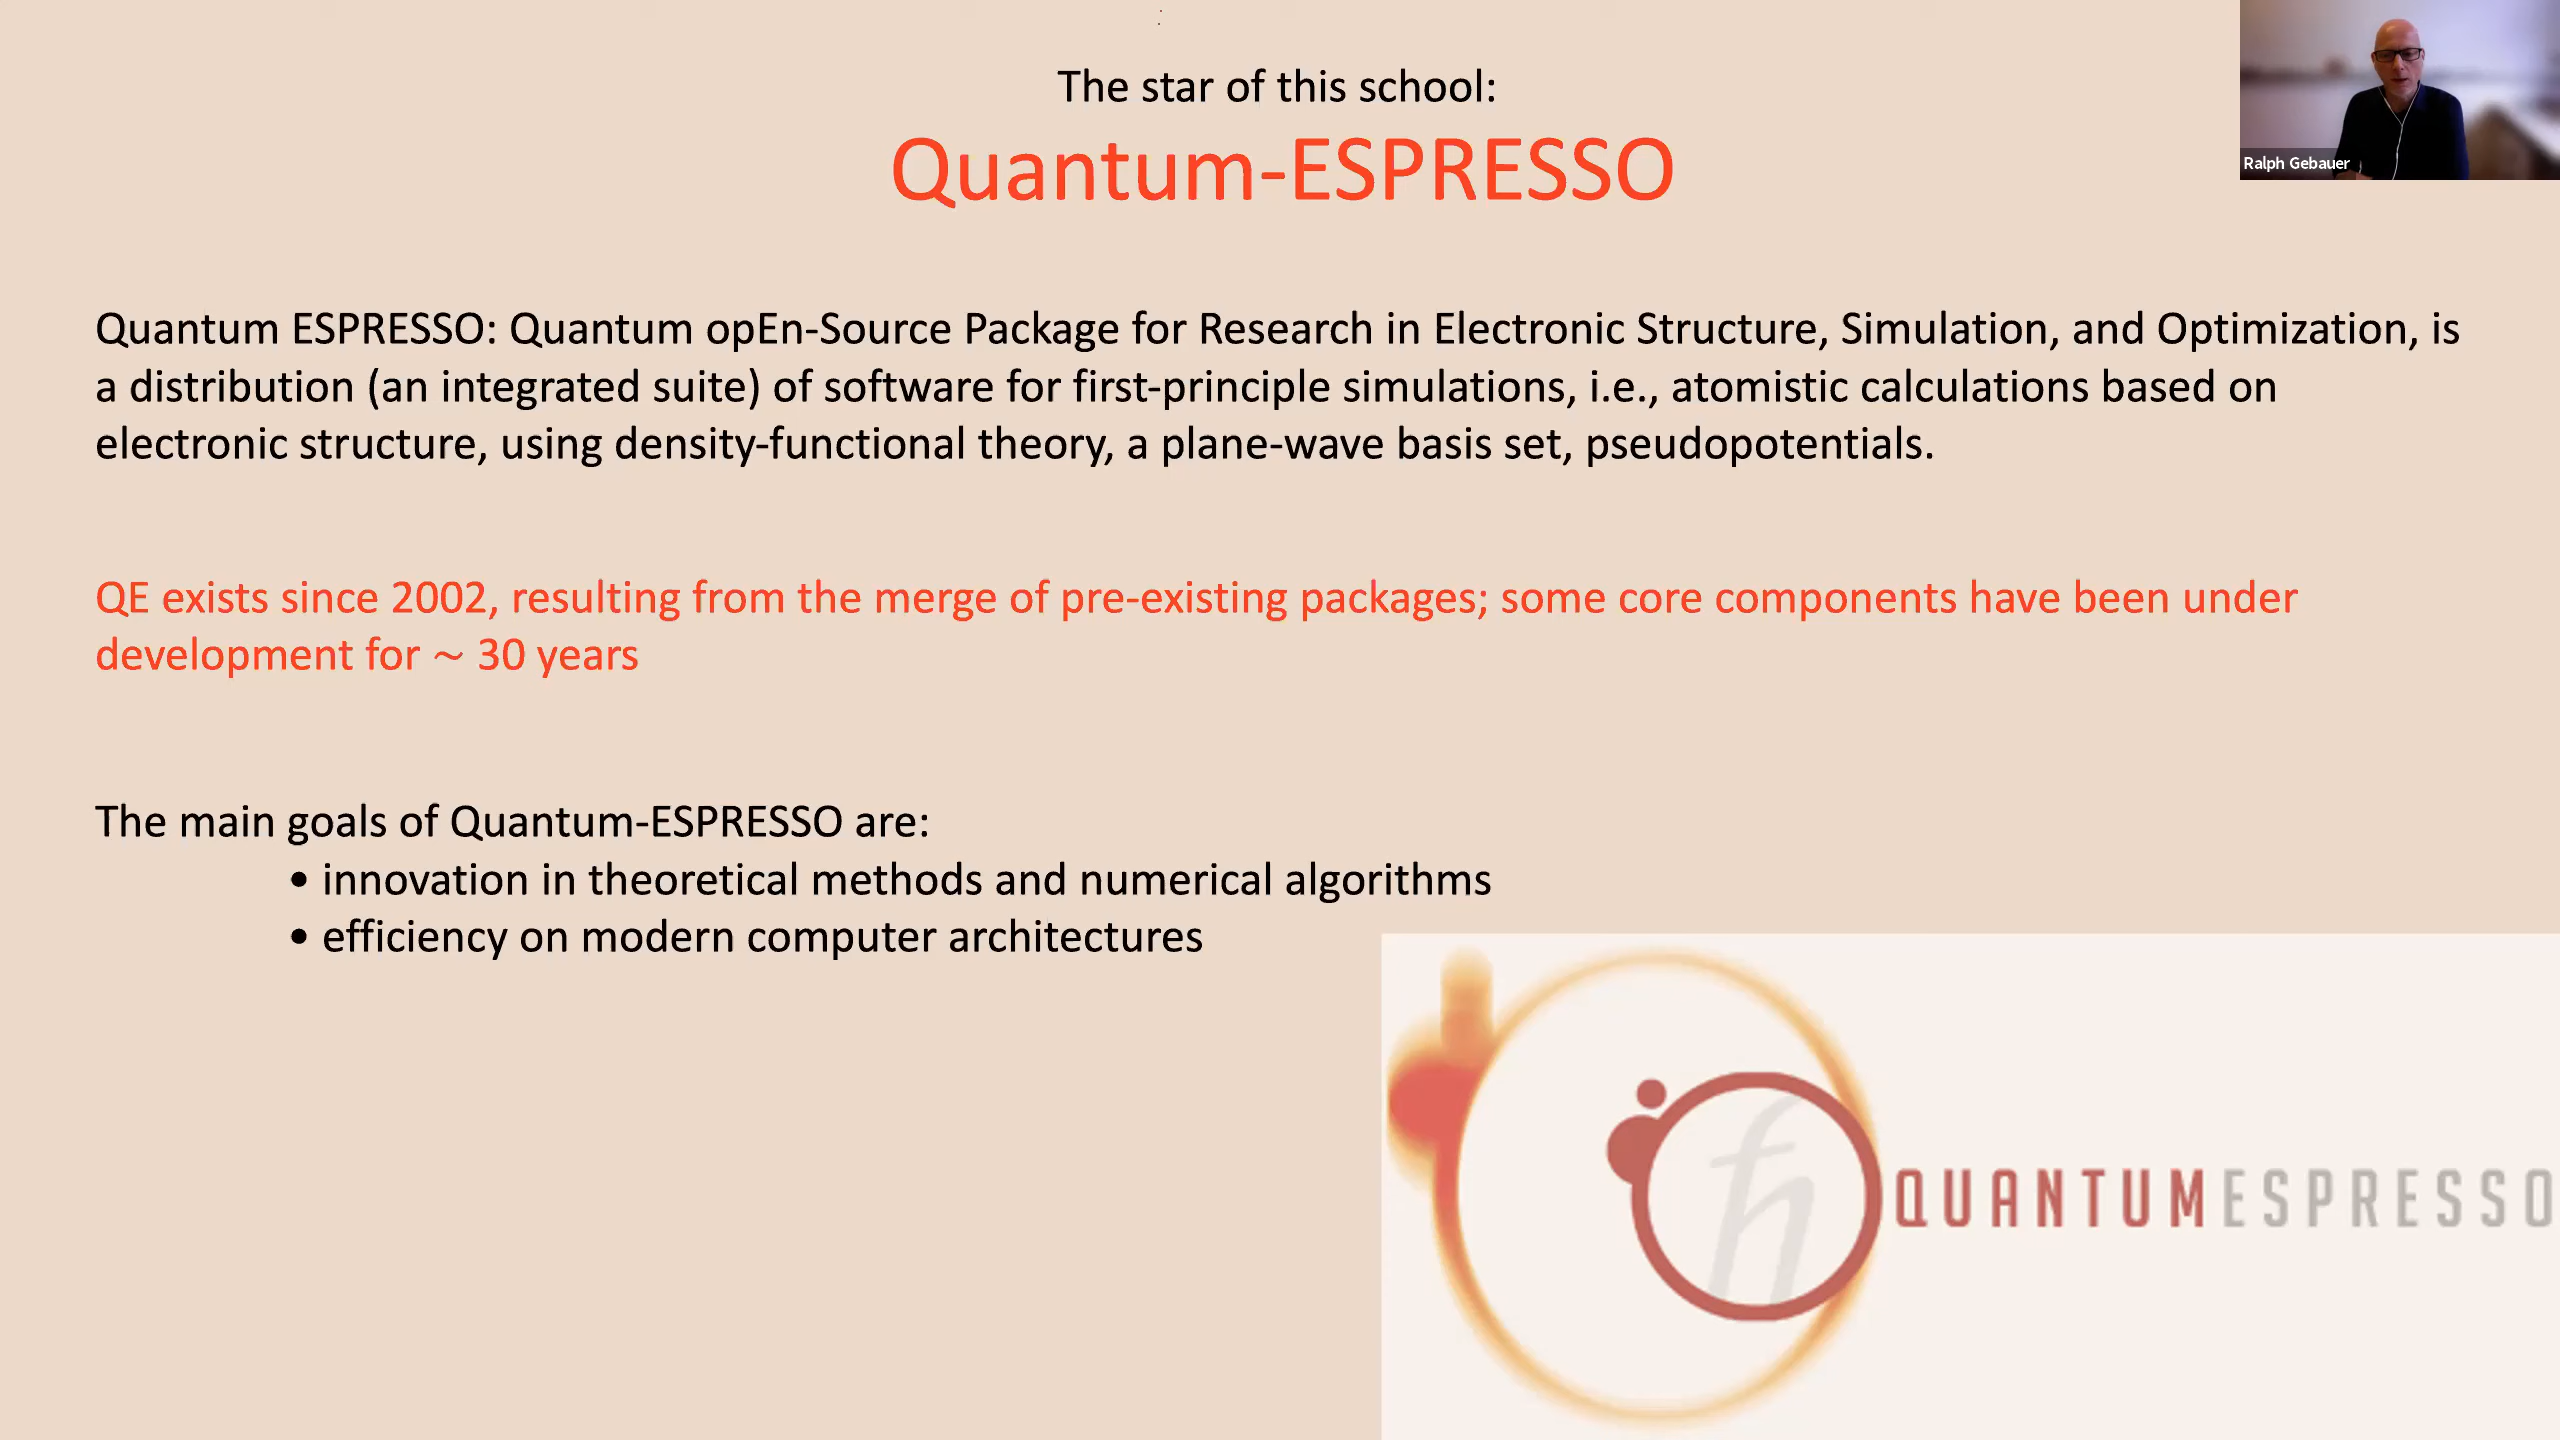 The star of this school:
Quantum-ESPRESSO
Ralph Gebauer
Quantum ESPRESSO: Quantum opEn-Source Package for Research in Electronic Structure, Simulation, and Optimization, is
a distribution (an integrated suite) of software for first-principle simulations, i.e., atomistic calculations based on
electronic structure, using density-functional theory, a plane-wave basis set, pseudopotentials.
QE exists since 2002, resulting from the merge of pre-existing packages; some core components have been under
development for ~ 30 years
The main goals of Quantum-ESPRESSO are:
• innovation in theoretical methods and numerical algorithms
• efficiency on modern computer architectures
ℏ
QUANTUMESPRESSO